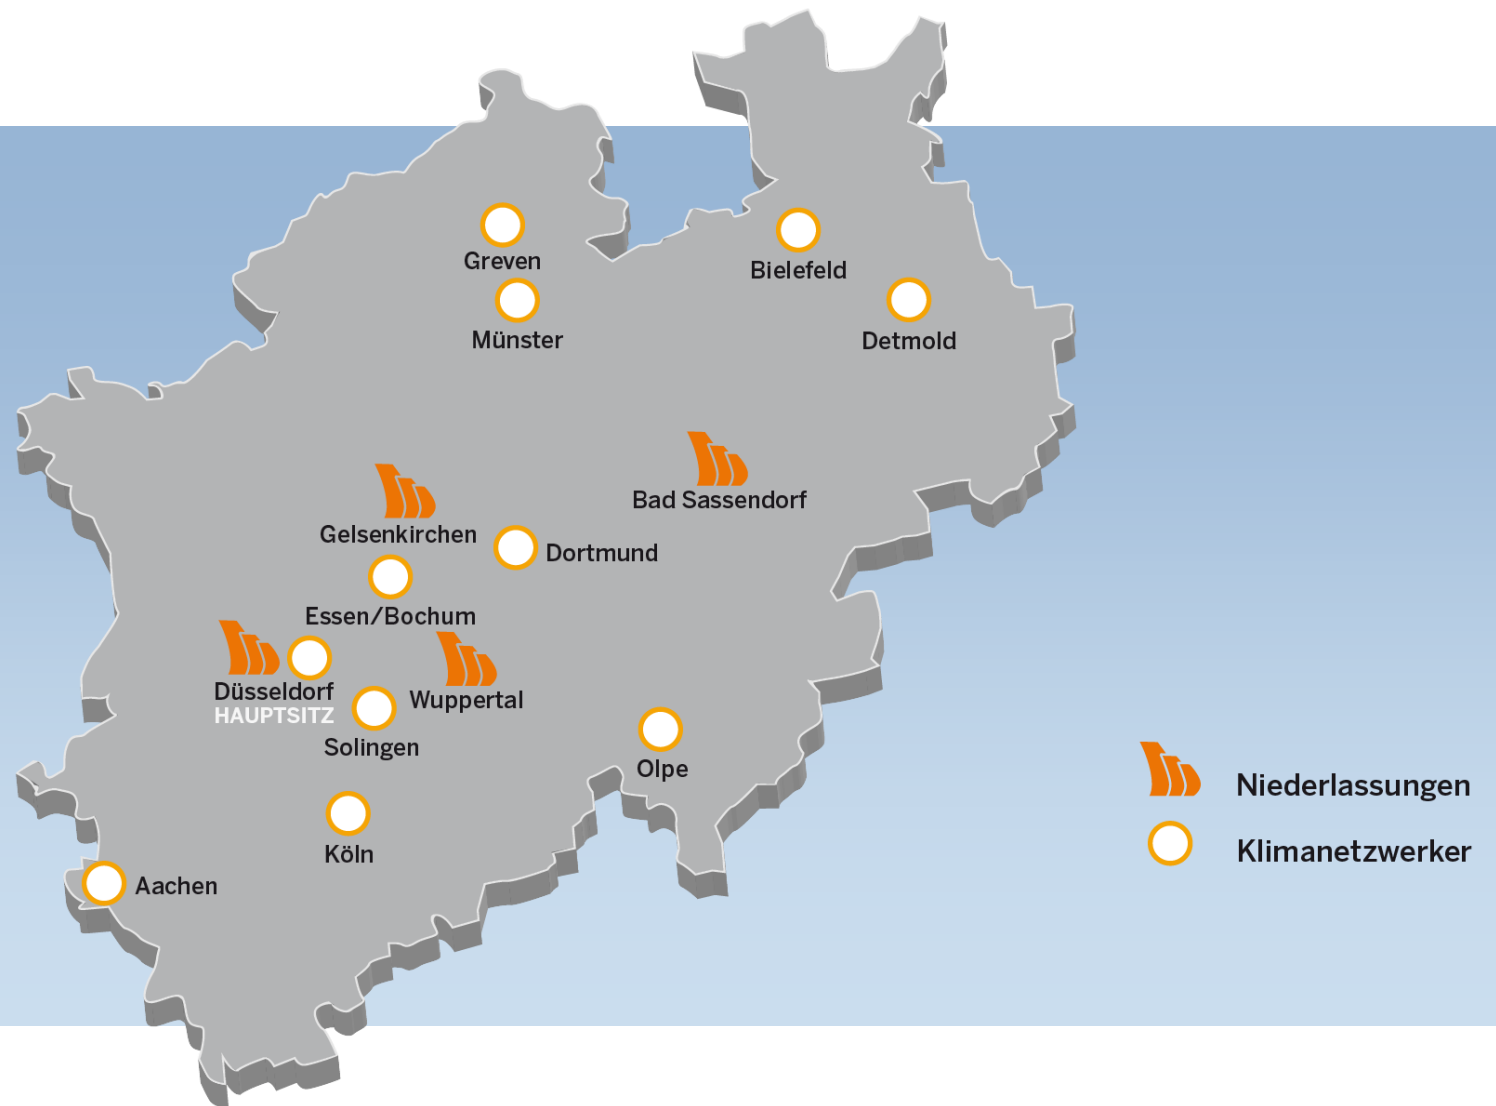 Greven
Bielefeld
Münster
Detmold
Bad Sassendorf
Gelsenkirchen
Dortmund
Essen/Bochum
Düsseldorf
HAUPTSITZ
Wuppertal
Solingen
Olpe
Köln
Aachen
Niederlassungen
Klimanetzwerker